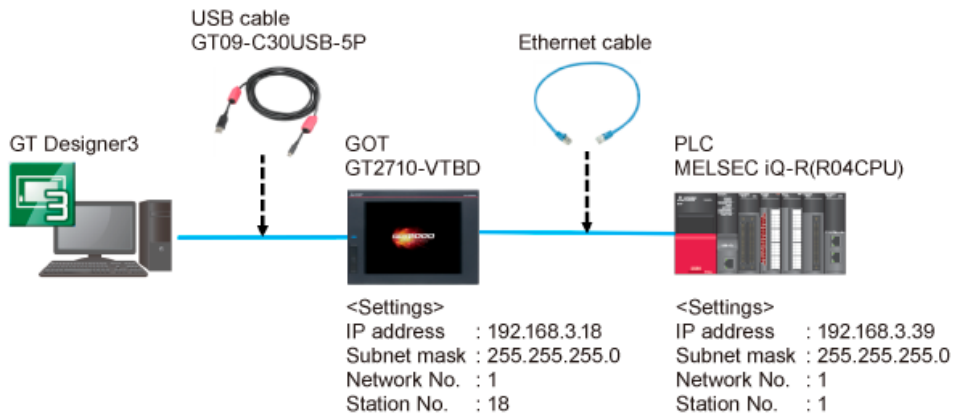 USB cable
GT09-C30USB-5P
Ethernet cable
GT Designer3
3
GOT
GT2710-VTBD
PLC
MELSEC iQ-R(R04CPU)
<Settings>
IP address : 192.168.3.18
Subnet mask : 255.255.255.0
Network No. : 1
Station No. : 18
<Settings>
IP address : 192.168.3.39
Subnet mask : 255.255.255.0
Network No. : 1
Station No. : 1